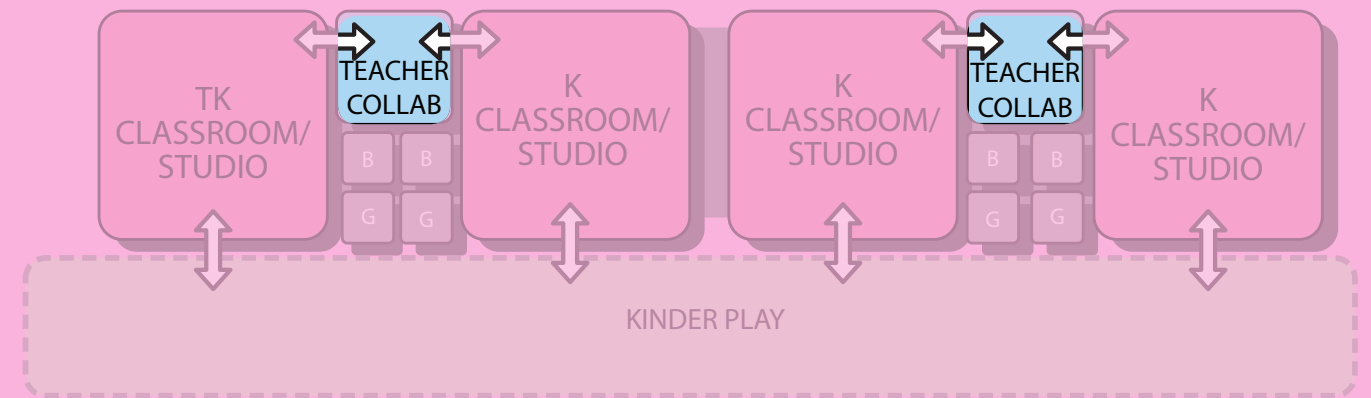 TK
CLASSROOM/
STUDIO
TEACHER
COLLAB
B B
G G
K
CLASSROOM/
STUDIO
K
CLASSROOM/
STUDIO
TEACHER
COLLAB
B B
G G
K
CLASSROOM/
STUDIO
KINDER PLAY